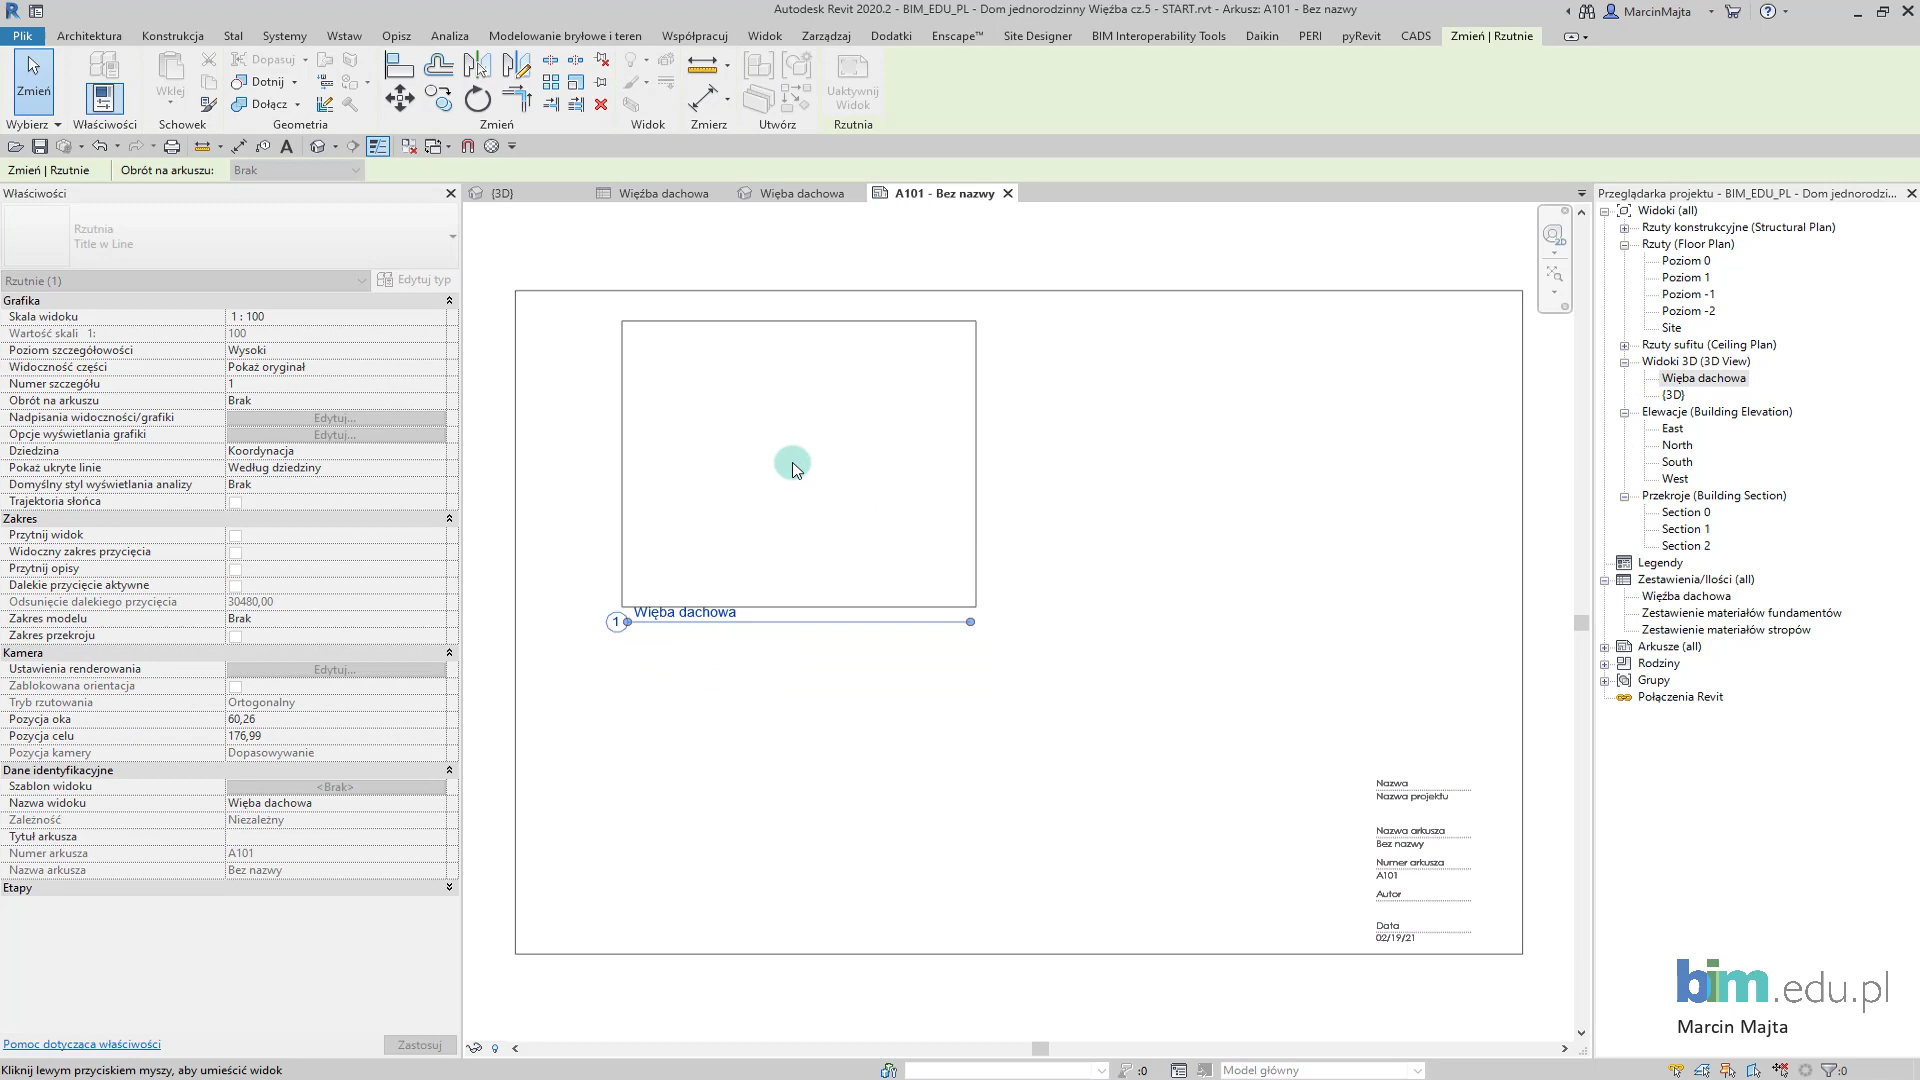 Autodesk Revit 2020.2 - BIM_EDU_PL - Dom jednorodzinny Więźba cz.5 - START.rvt - Arkusz: A101 - Bez nazwy
MarcinMajta
Plik
Architektura
Konstrukcja
Stal
Systemy
Wstaw
Opisz
Analiza
Modelowanie bryłowe i teren
Współpracuj
Widok
Zarządzaj
Dodatki
Enscape™
Site Designer
BIM Interoperability Tools
Daikin
PERI
pyRevit
CADS
Zmień | Rzutnie
Zmień
Wklej
Dopasuj
Dotnij
Dołącz
Uaktywnij
Widok
Wybierz
Właściwości
Schowek
Geometria
Zmień
Widok
Zmierz
Utwórz
Rzutnia
Zmień | Rzutnie
Obrót na arkuszu:
Brak
Właściwości
Rzutnia
Title w Line
Rzutnie (1)
Edytuj typ
Grafika
Skala widoku 1 : 100
Wartość skali 1: 100
Poziom szczegółowości Wysoki
Widoczność części Pokaż oryginał
Numer szczegółu 1
Obrót na arkuszu Brak
Nadpisania widoczności/grafiki Edytuj...
Opcje wyświetlania grafiki Edytuj...
Dziedzina Koordynacja
Pokaż ukryte linie Według dziedziny
Domyślny styl wyświetlania analizy Brak
Trajektoria słońca
Zakres
Przytnij widok
Widoczny zakres przycięcia
Przytnij opisy
Dalekie przycięcie aktywne
Odsunięcie dalekiego przycięcia 30480,00
Zakres modelu Brak
Zakres przekroju
Kamera
Ustawienia renderowania Edytuj...
Zablokowana orientacja
Tryb rzutowania Ortogonalny
Pozycja oka 60,26
Pozycja celu 176,99
Pozycja kamery Dopasowywanie
Dane identyfikacyjne
Szablon widoku <Brak>
Nazwa widoku Więba dachowa
Zależność Niezależny
Tytuł arkusza
Numer arkusza A101
Nazwa arkusza Bez nazwy
Etapy
Pomoc dotycząca właściwości
Zastosuj
Kliknij lewym przyciskiem myszy, aby umieścić widok
{3D}
Więźba dachowa
Więba dachowa
A101 - Bez nazwy
2D
1
Więba dachowa
Nazwa
Nazwa projektu
Nazwa arkusza
Bez nazwy
Numer arkusza
A101
Autor
Data
02/19/21
:0
Model główny
:0
Przeglądarka projektu - BIM_EDU_PL - Dom jednorodzi...
Widoki (all)
Rzuty konstrukcyjne (Structural Plan)
Rzuty (Floor Plan)
Poziom 0
Poziom 1
Poziom -1
Poziom -2
Site
Rzuty sufitu (Ceiling Plan)
Widoki 3D (3D View)
Więba dachowa
{3D}
Elewacje (Building Elevation)
East
North
South
West
Przekroje (Building Section)
Section 0
Section 1
Section 2
Legendy
Zestawienia/Ilości (all)
Więźba dachowa
Zestawienie materiałów fundamentów
Zestawienie materiałów stropów
Arkusze (all)
Rodziny
Grupy
Połączenia Revit
bim.edu.pl
Marcin Majta